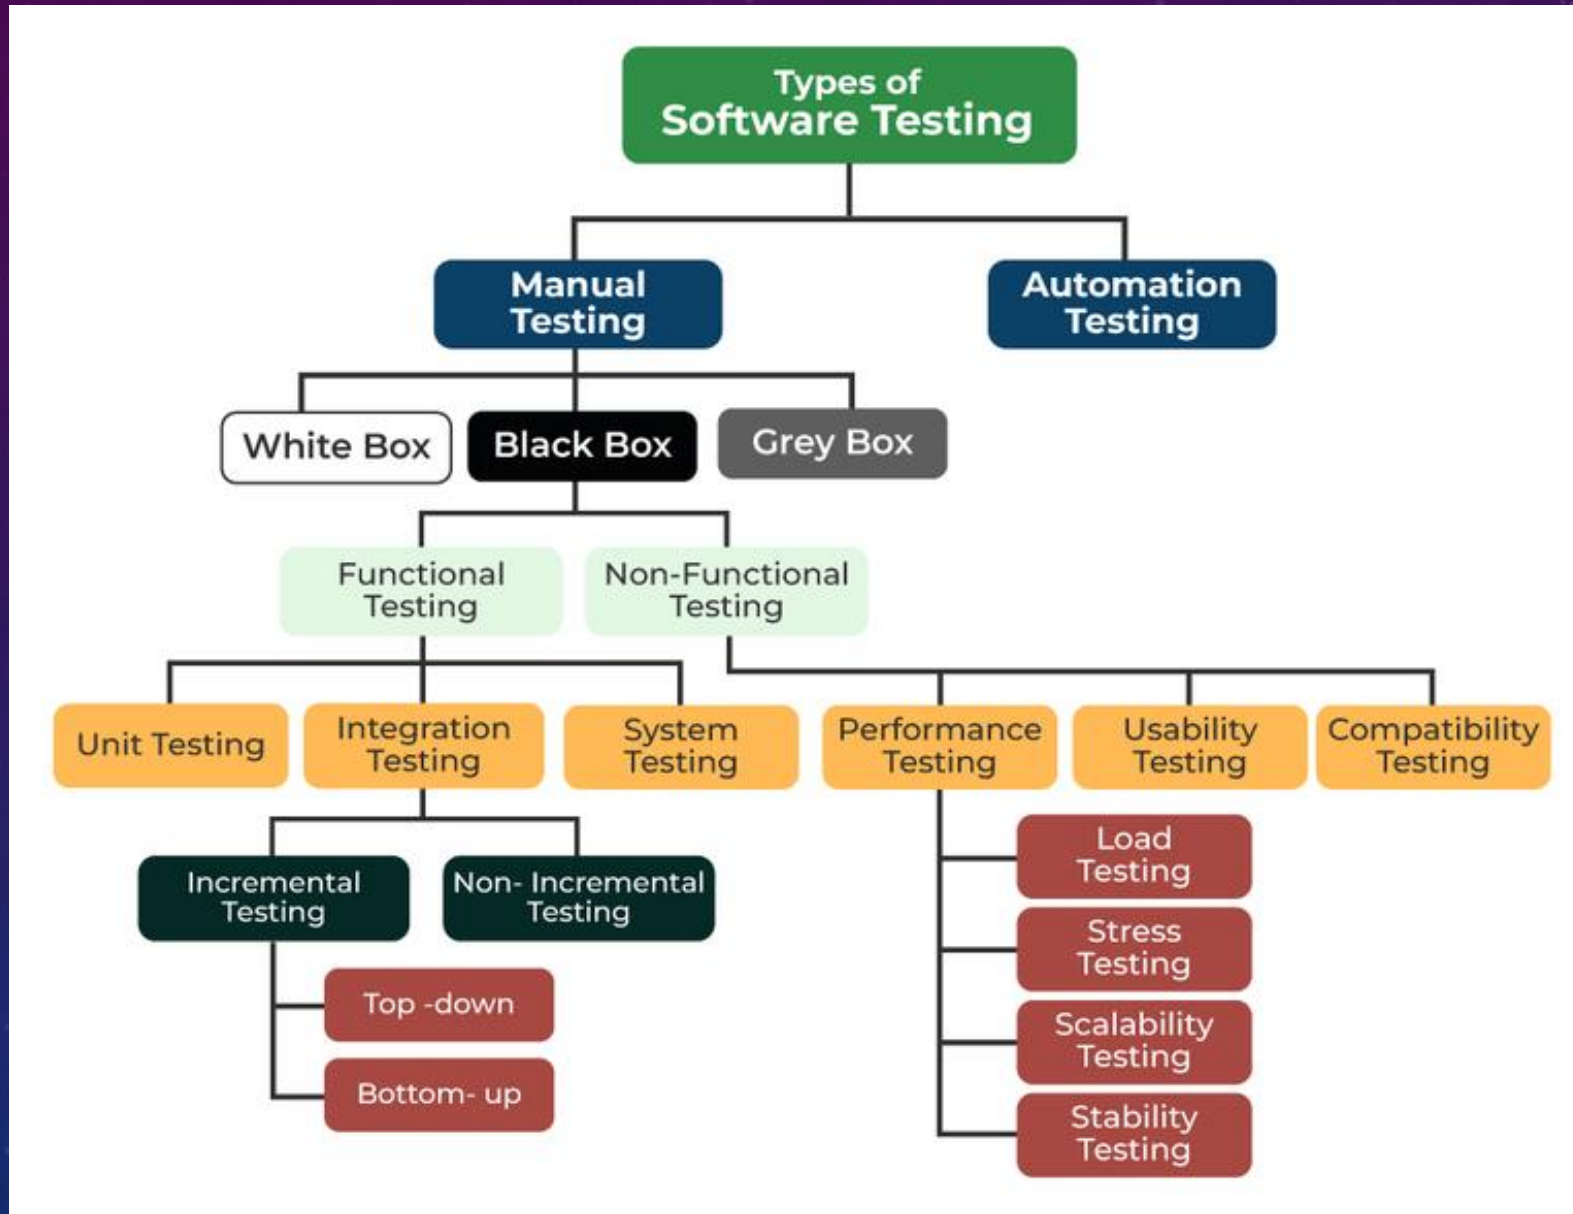 Types of
Software Testing
Manual
Testing
Automation
Testing
White Box
Black Box
Grey Box
Functional
Testing
Non-Functional
Testing
Unit Testing
Integration
Testing
System
Testing
Performance
Testing
Usability
Testing
Compatibility
Testing
Incremental
Testing
Non- Incremental
Testing
Top -down
Bottom- up
Load
Testing
Stress
Testing
Scalability
Testing
Stability
Testing